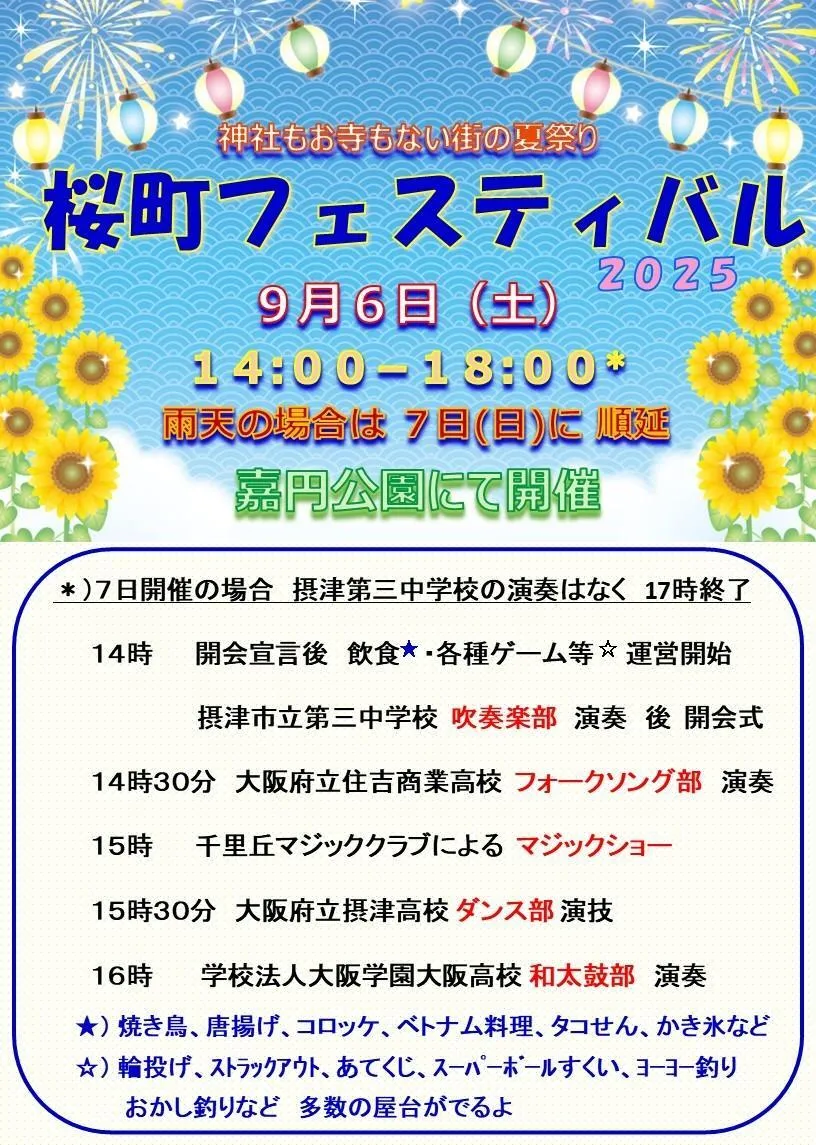 神社もお寺もない街の夏祭り
桜町フェスティバル
2025
9月6日（土）
14:00－18:00*
雨天の場合は 7日(日)に 順延
嘉円公園にて開催
＊）7日開催の場合　摂津第三中学校の演奏はなく　17時終了
14時　開会宣言後　飲食★・各種ゲーム等☆運営開始
摂津市立第三中学校　吹奏楽部　演奏　後　開会式
14時30分　大阪府立住吉商業高校　フォークソング部　演奏
15時　千里丘マジッククラブによる　マジックショー
15時30分　大阪府立摂津高校 ダンス部 演技
16時　学校法人大阪学園大阪高校 和太鼓部　演奏
★）焼き鳥、唐揚げ、コロッケ、ベトナム料理、タコせん、かき氷など
☆）輪投げ、ｽﾄﾗｯｸｱｳﾄ、あてくじ、ｽｰﾊﾟｰﾎﾞｰﾙすくい、ﾖｰﾖｰ釣り
おかし釣りなど　多数の屋台がでるよ